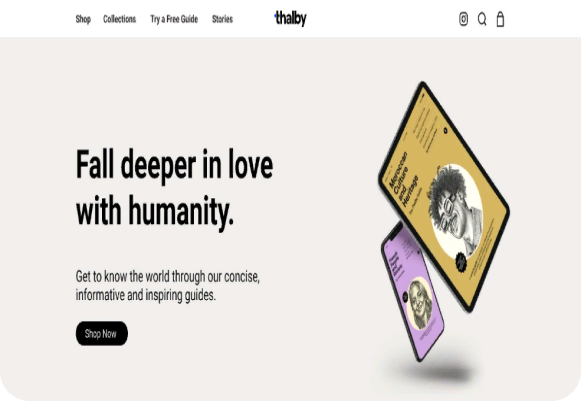 Shop Collections Try a Free Guide Stories thalby
Fall deeper in love
with humanity.
Get to know the world through our concise,
informative and inspiring guides.
Shop Now
Moroccan
Culture
and
Heritage